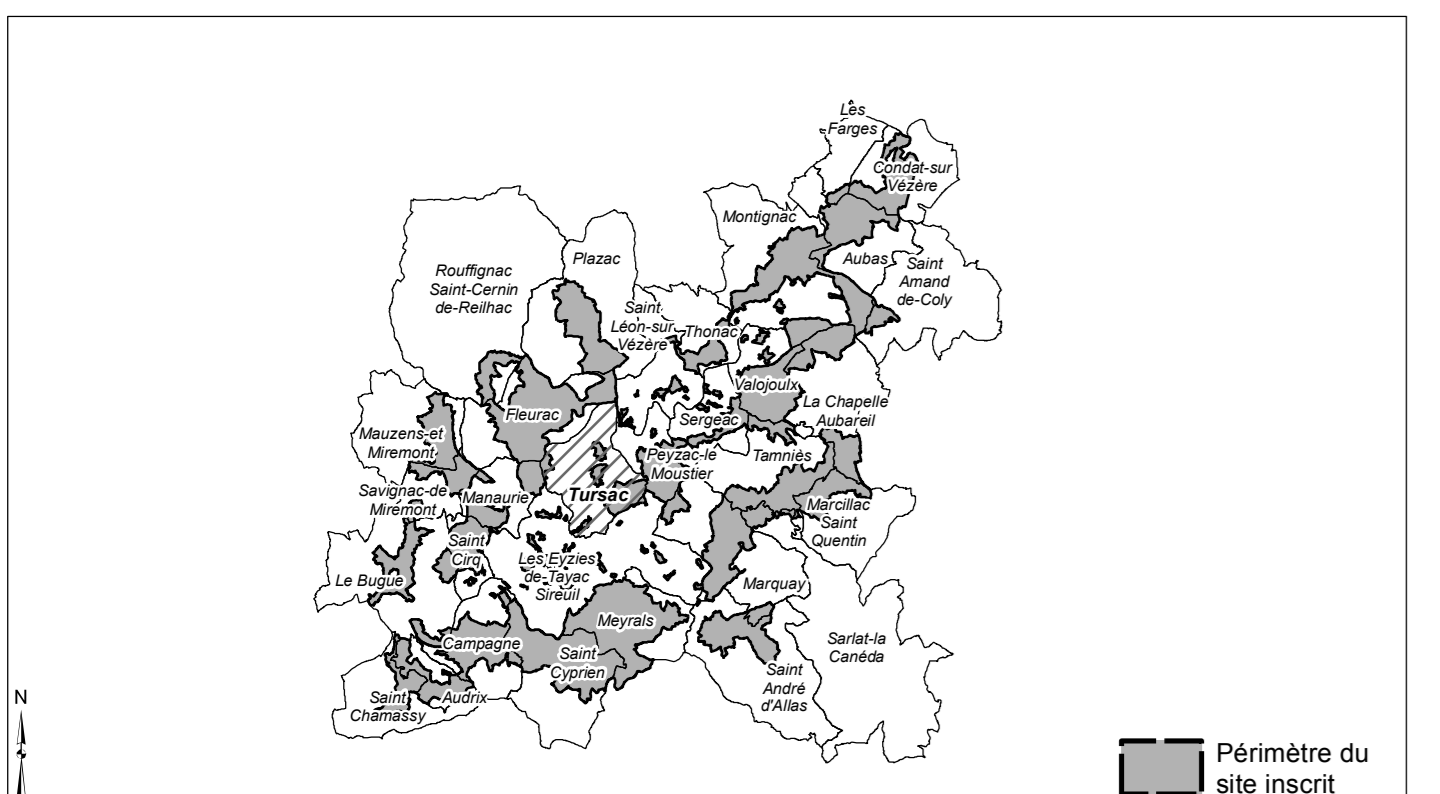 Les
Farges
Condat-sur
Vézère
Montignac
Aubas
Saint
Amand
de-Coly
Plazac
Rouffignac
Saint-Cernin
de-Reilhac
Saint-
Léon-sur
Vézère
Thonac
Valojoulx
La Chapelle
Aubareil
Fleurac
Sergeac
Mauzens-et
Miremont
Peyzac-le
Moustier
Tamniès
Savignac-de
Miremont
Manaurie
Tursac
Marcillac
Saint
Quentin
Saint
Cirq
Les Eyzies
de-Tayac
Sireuil
Le Bugue
Marquay
Meyrals
Campagne
Saint
Cyprien
Sarlat-la
Canéda
Saint
André
d'Allas
Saint
Chamassy
Audrix
N
Périmètre du
site inscrit